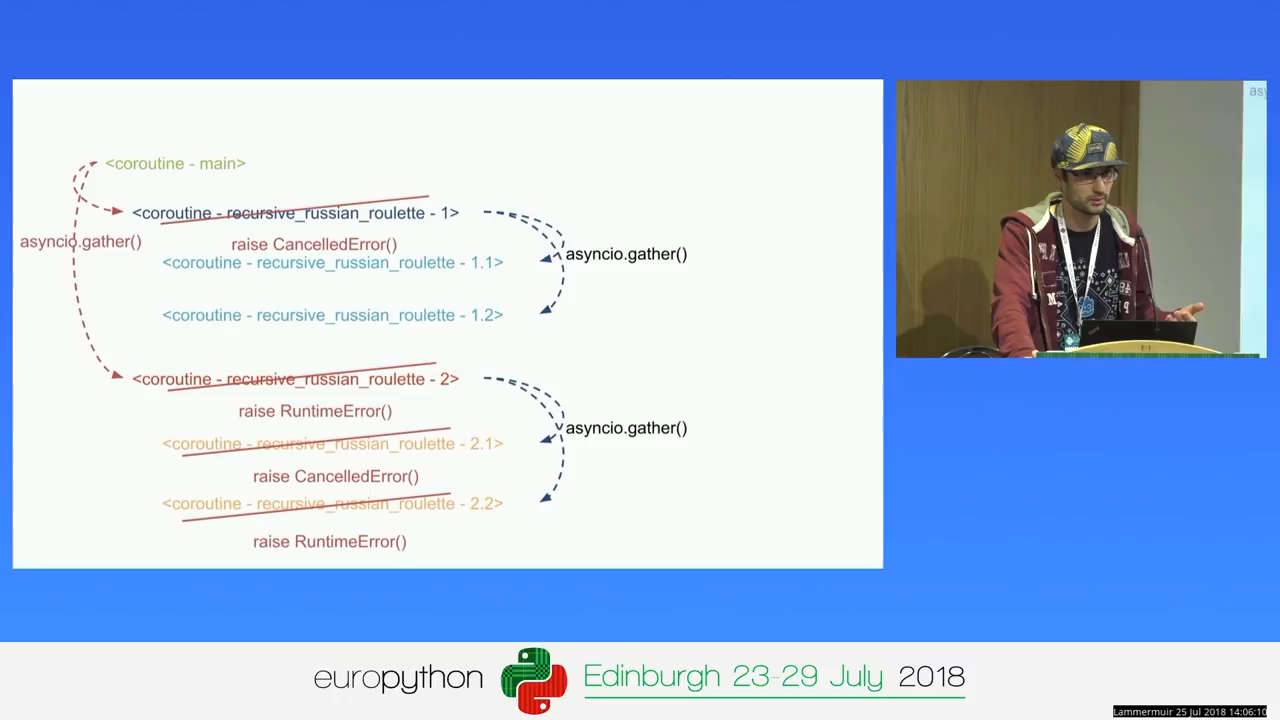 <coroutine - main>
<coroutine - recursive_russian_roulette - 1>
asyncio.gather()
raise CancelledError()
<coroutine - recursive_russian_roulette - 1.1>
asyncio.gather()
<coroutine - recursive_russian_roulette - 1.2>
<coroutine - recursive_russian_roulette - 2>
raise RuntimeError()
<coroutine - recursive_russian_roulette - 2.1>
asyncio.gather()
raise CancelledError()
<coroutine - recursive_russian_roulette - 2.2>
raise RuntimeError()
asy
europython Edinburgh 23-29 July 2018
Lammermuir 25 Jul 2018 14:06:10